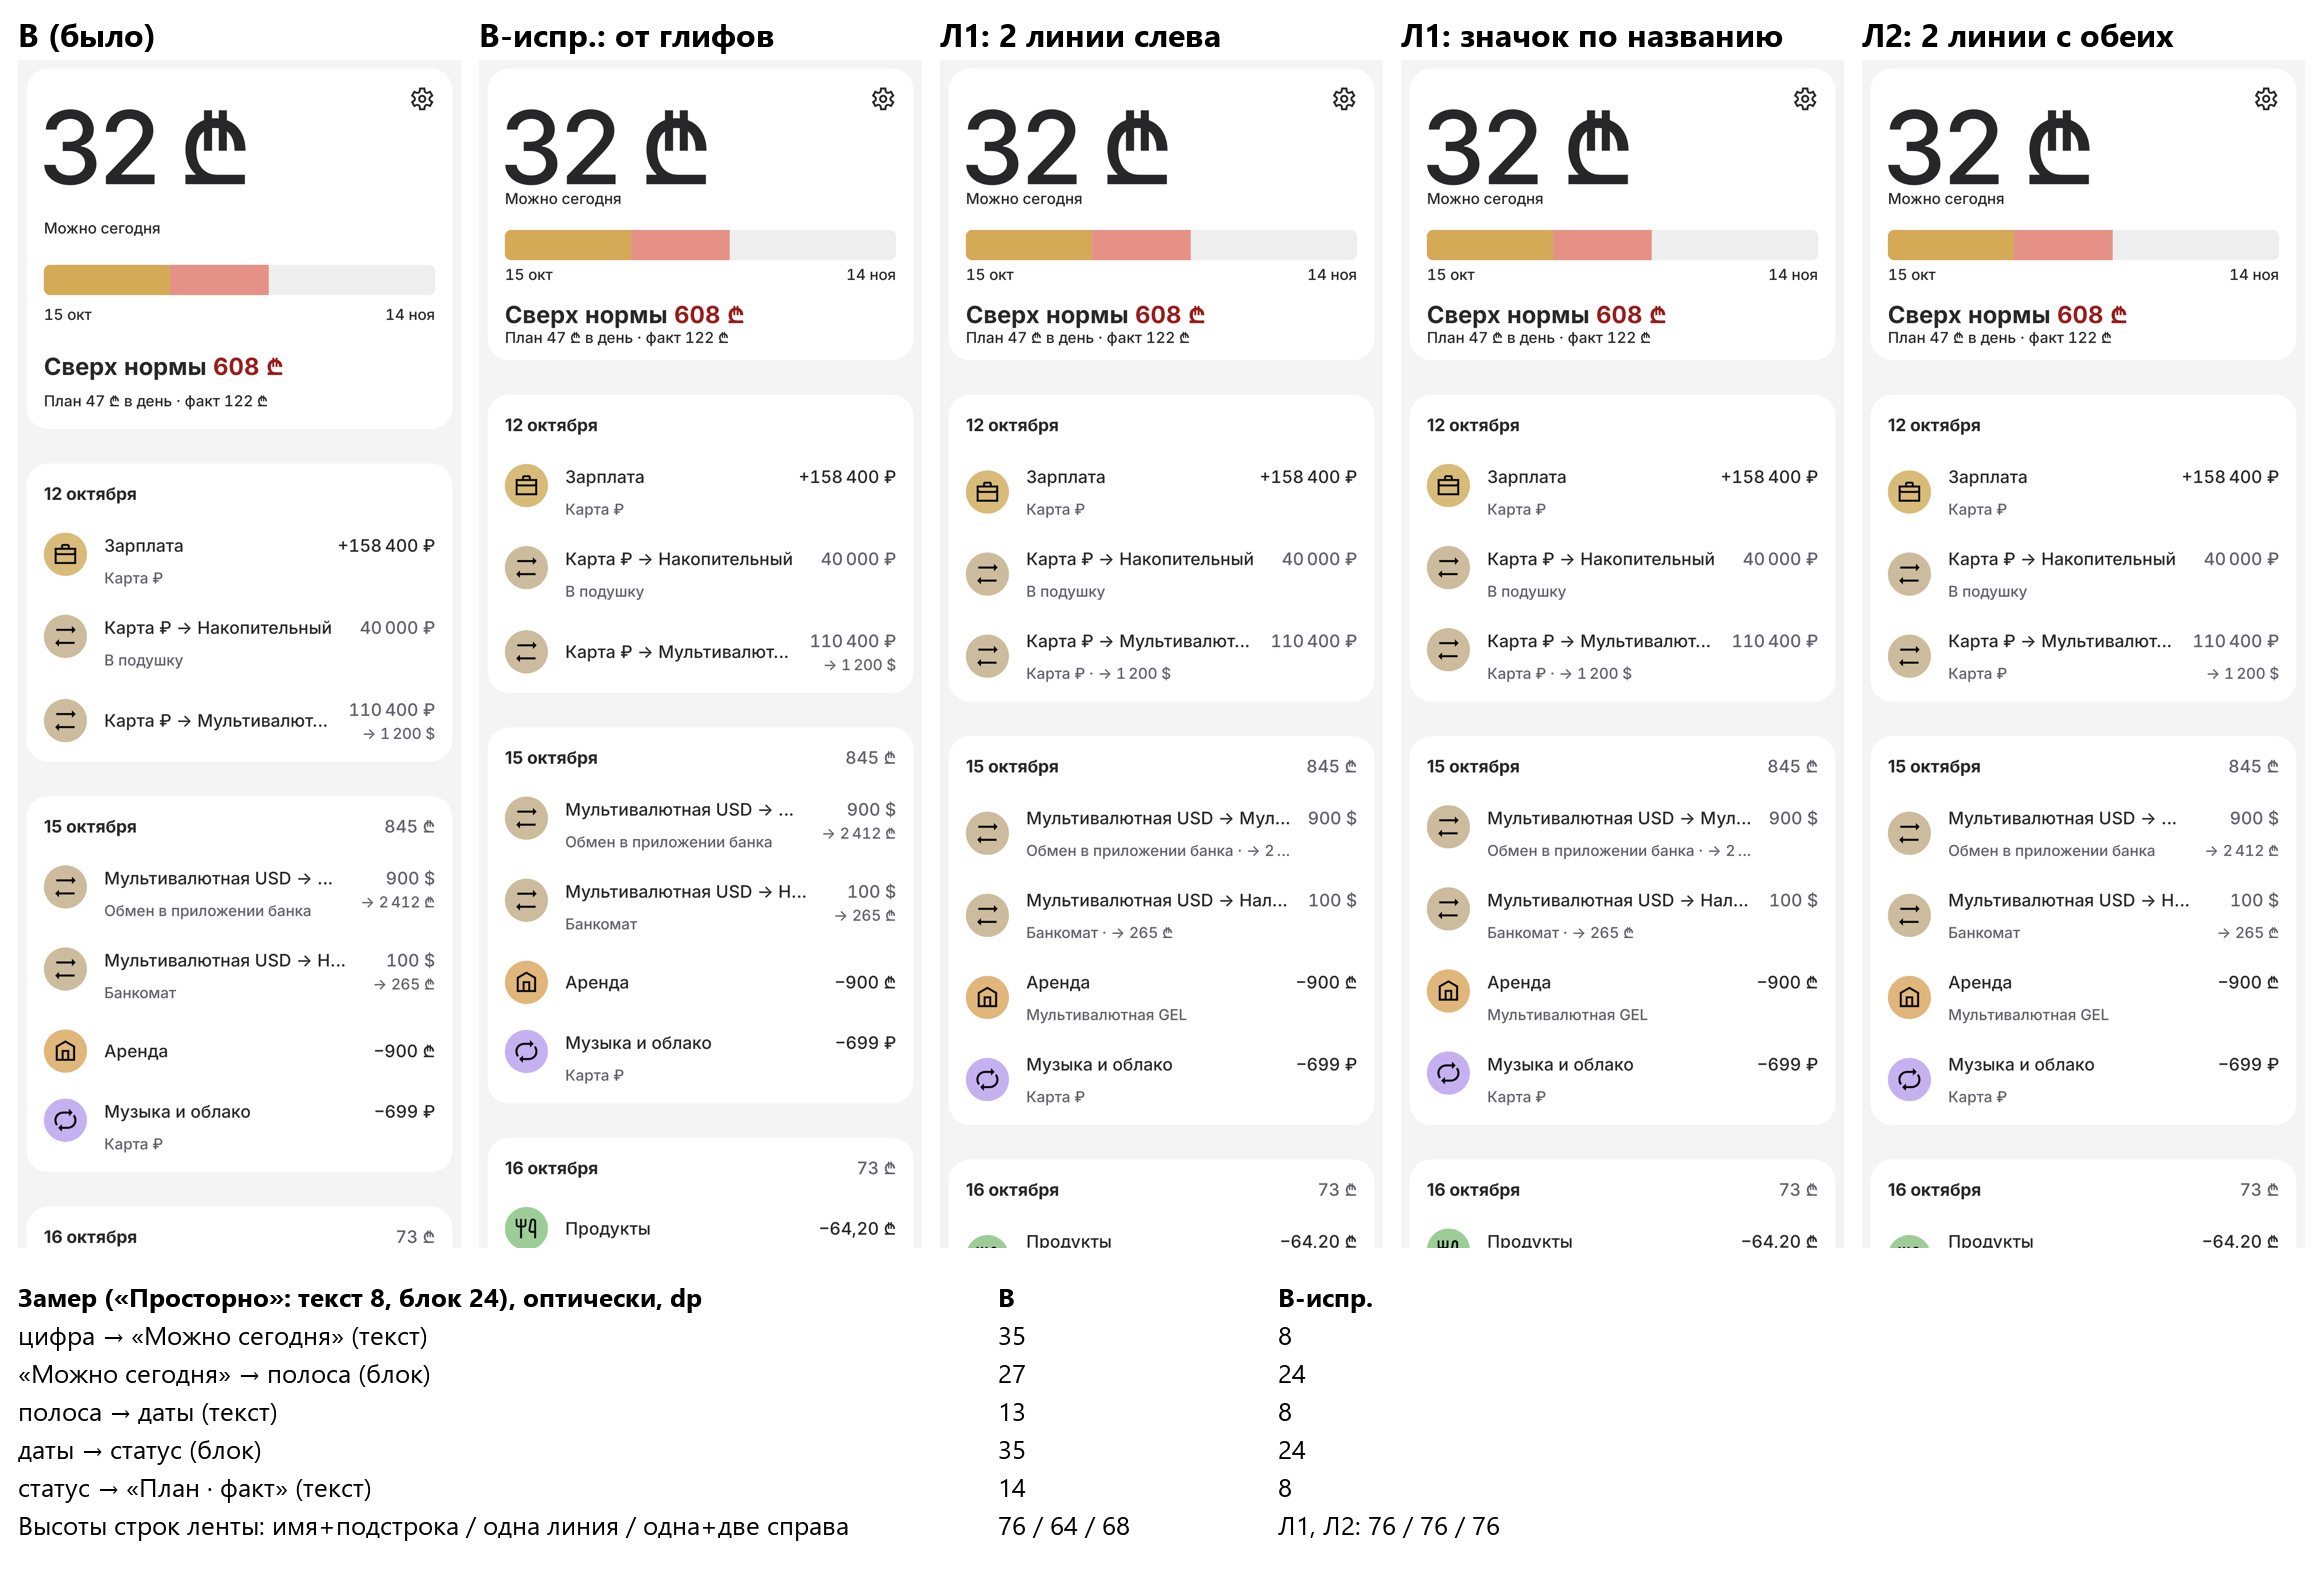 В (было)
32 ₾
Можно сегодня
15 окт 14 ноя
Сверх нормы 608 ₾
План 47 ₾ в день · факт 122 ₾
12 октября
Зарплата +158 400 ₽
Карта ₽
Карта ₽ → Накопительный 40 000 ₽
В подушку
Карта ₽ → Мультивалют... 110 400 ₽
→ 1 200 $
15 октября 845 ₾
Мультивалютная USD → ... 900 $
Обмен в приложении банка → 2 412 ₾
Мультивалютная USD → Н... 100 $
Банкомат → 265 ₾
Аренда −900 ₾
Музыка и облако −699 ₽
Карта ₽
16 октября 73 ₾
В-испр.: от глифов
32 ₾
Можно сегодня
15 окт 14 ноя
Сверх нормы 608 ₾
План 47 ₾ в день · факт 122 ₾
12 октября
Зарплата +158 400 ₽
Карта ₽
Карта ₽ → Накопительный 40 000 ₽
В подушку
Карта ₽ → Мультивалют... 110 400 ₽
→ 1 200 $
15 октября 845 ₾
Мультивалютная USD → ... 900 $
Обмен в приложении банка → 2 412 ₾
Мультивалютная USD → Н... 100 $
Банкомат → 265 ₾
Аренда −900 ₾
Музыка и облако −699 ₽
Карта ₽
16 октября 73 ₾
Продукты −64,20 ₾
Л1: 2 линии слева
32 ₾
Можно сегодня
15 окт 14 ноя
Сверх нормы 608 ₾
План 47 ₾ в день · факт 122 ₾
12 октября
Зарплата +158 400 ₽
Карта ₽
Карта ₽ → Накопительный 40 000 ₽
В подушку
Карта ₽ → Мультивалют... 110 400 ₽
Карта ₽ · → 1 200 $
15 октября 845 ₾
Мультивалютная USD → Мул... 900 $
Обмен в приложении банка · → 2 ...
Мультивалютная USD → Нал... 100 $
Банкомат · → 265 ₾
Аренда −900 ₾
Мультивалютная GEL
Музыка и облако −699 ₽
Карта ₽
16 октября 73 ₾
Продукты −64,20 ₾
Л1: значок по названию
32 ₾
Можно сегодня
15 окт 14 ноя
Сверх нормы 608 ₾
План 47 ₾ в день · факт 122 ₾
12 октября
Зарплата +158 400 ₽
Карта ₽
Карта ₽ → Накопительный 40 000 ₽
В подушку
Карта ₽ → Мультивалют... 110 400 ₽
Карта ₽ · → 1 200 $
15 октября 845 ₾
Мультивалютная USD → Мул... 900 $
Обмен в приложении банка · → 2 ...
Мультивалютная USD → Нал... 100 $
Банкомат · → 265 ₾
Аренда −900 ₾
Мультивалютная GEL
Музыка и облако −699 ₽
Карта ₽
16 октября 73 ₾
Продукты −64,20 ₾
Л2: 2 линии с обеих
32 ₾
Можно сегодня
15 окт 14 ноя
Сверх нормы 608 ₾
План 47 ₾ в день · факт 122 ₾
12 октября
Зарплата +158 400 ₽
Карта ₽
Карта ₽ → Накопительный 40 000 ₽
В подушку
Карта ₽ → Мультивалют... 110 400 ₽
Карта ₽ → 1 200 $
15 октября 845 ₾
Мультивалютная USD → ... 900 $
Обмен в приложении банка → 2 412 ₾
Мультивалютная USD → Н... 100 $
Банкомат → 265 ₾
Аренда −900 ₾
Мультивалютная GEL
Музыка и облако −699 ₽
Карта ₽
16 октября 73 ₾
Продукты −64,20 ₾
Замер («Просторно»: текст 8, блок 24), оптически, dp В В-испр.
цифра → «Можно сегодня» (текст) 35 8
«Можно сегодня» → полоса (блок) 27 24
полоса → даты (текст) 13 8
даты → статус (блок) 35 24
статус → «План · факт» (текст) 14 8
Высоты строк ленты: имя+подстрока / одна линия / одна+две справа 76 / 64 / 68 Л1, Л2: 76 / 76 / 76